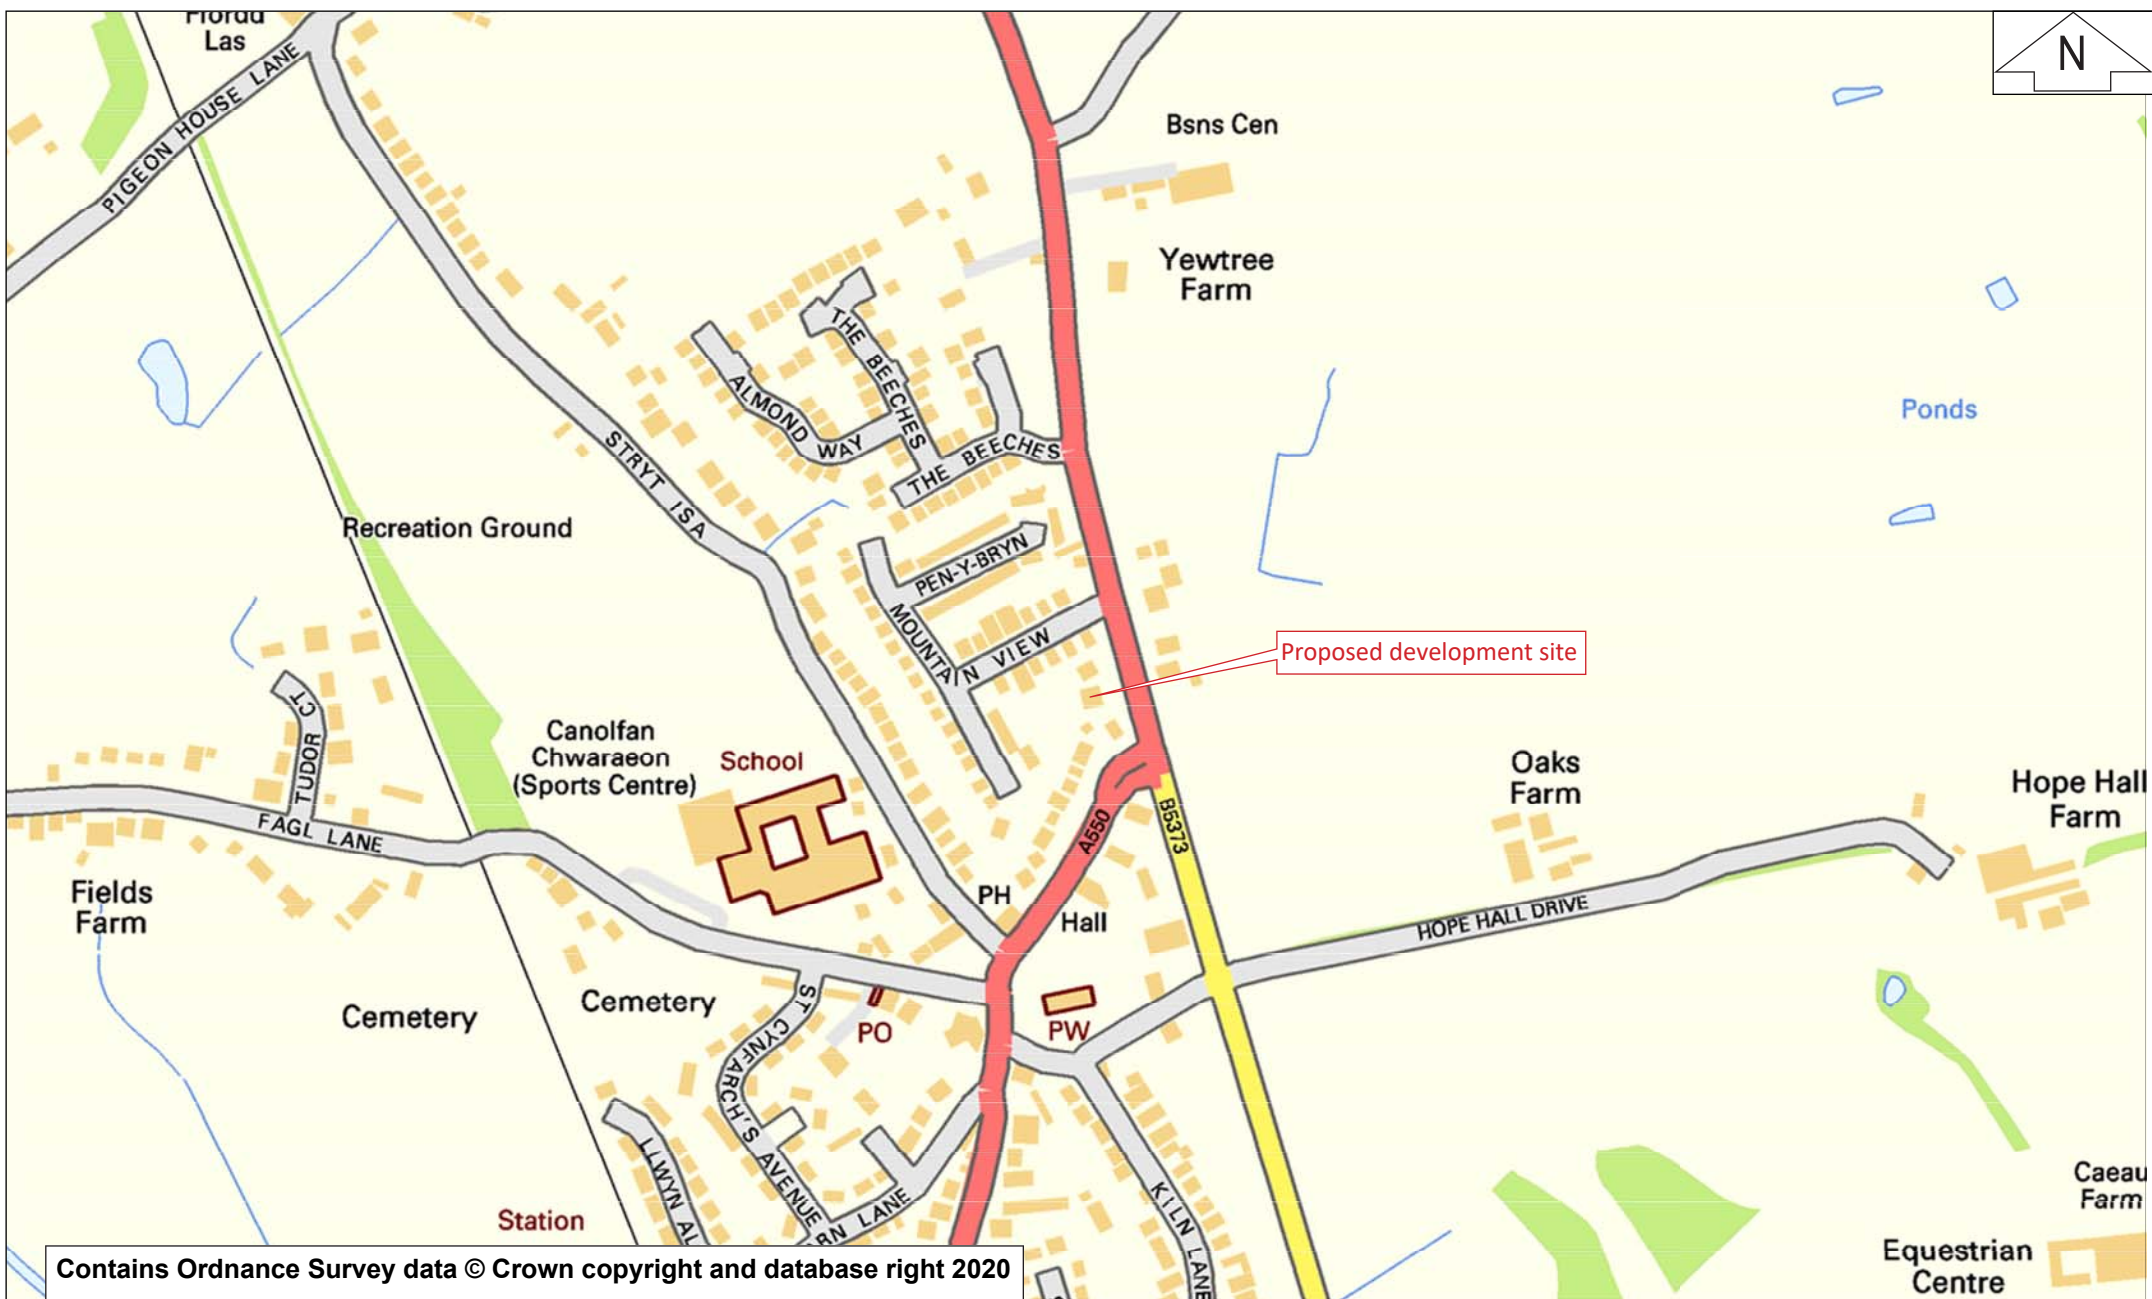 Ffordd
Las
N
PIGEON HOUSE LANE
Bsns Cen
Yewtree
Farm
THE BEECHES
ALMOND WAY
THE BEECHES
Ponds
STRYT ISA
Recreation Ground
PEN-Y-BRYN
MOUNTAIN VIEW
Proposed development site
TUDOR CT
Canolfan
Chwaraeon
(Sports Centre)
School
Oaks
Farm
Hope Hall
Farm
FAGL LANE
A550
B5373
Fields
Farm
PH
Hall
HOPE HALL DRIVE
Cemetery
Cemetery
PO
PW
ST CYNFARCH'S AVENUE
LLWYN AL
RN LANE
KILN LANE
Station
Caeau
Farm
Equestrian
Centre
Contains Ordnance Survey data © Crown copyright and database right 2020